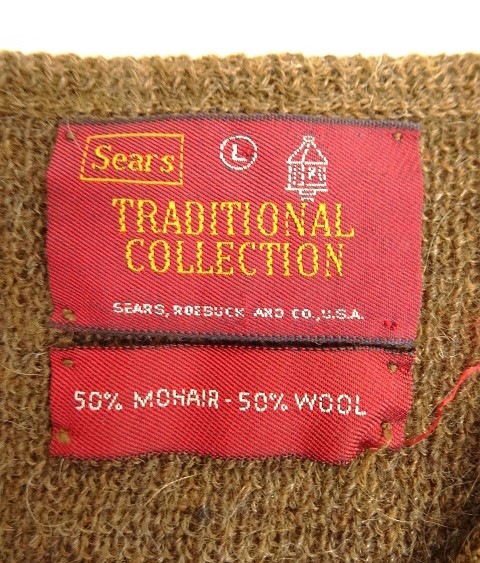 Sears L
TRADITIONAL
COLLECTION
SEARS, ROEBUCK AND CO., U.S.A.
50% MOHAIR - 50% WOOL